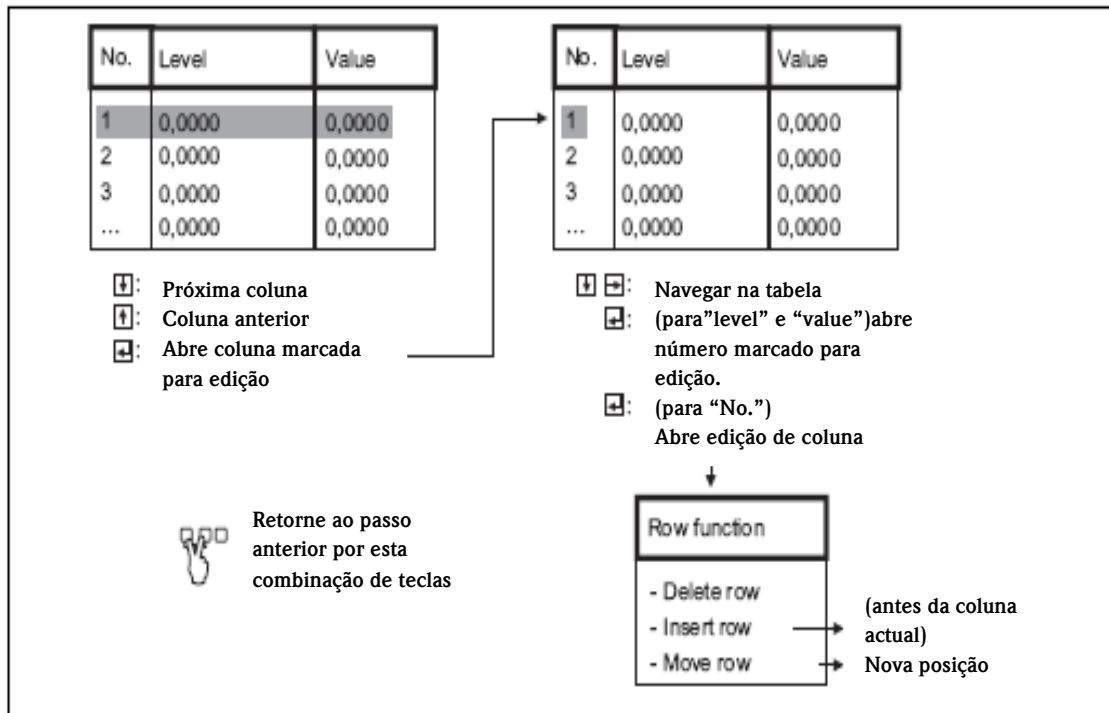 No. Level Value
1 0,0000 0,0000
2 0,0000 0,0000
3 0,0000 0,0000
... 0,0000 0,0000
: Próxima coluna
: Coluna anterior
: Abre coluna marcada
para edição
No. Level Value
1 0,0000 0,0000
2 0,0000 0,0000
3 0,0000 0,0000
... 0,0000 0,0000
: Navegar na tabela
: (para”level” e “value”)abre
número marcado para
edição.
: (para “No.”)
Abre edição de coluna
Retorne ao passo
anterior por esta
combinação de teclas
Row function
- Delete row
- Insert row
- Move row
(antes da coluna
actual)
Nova posição